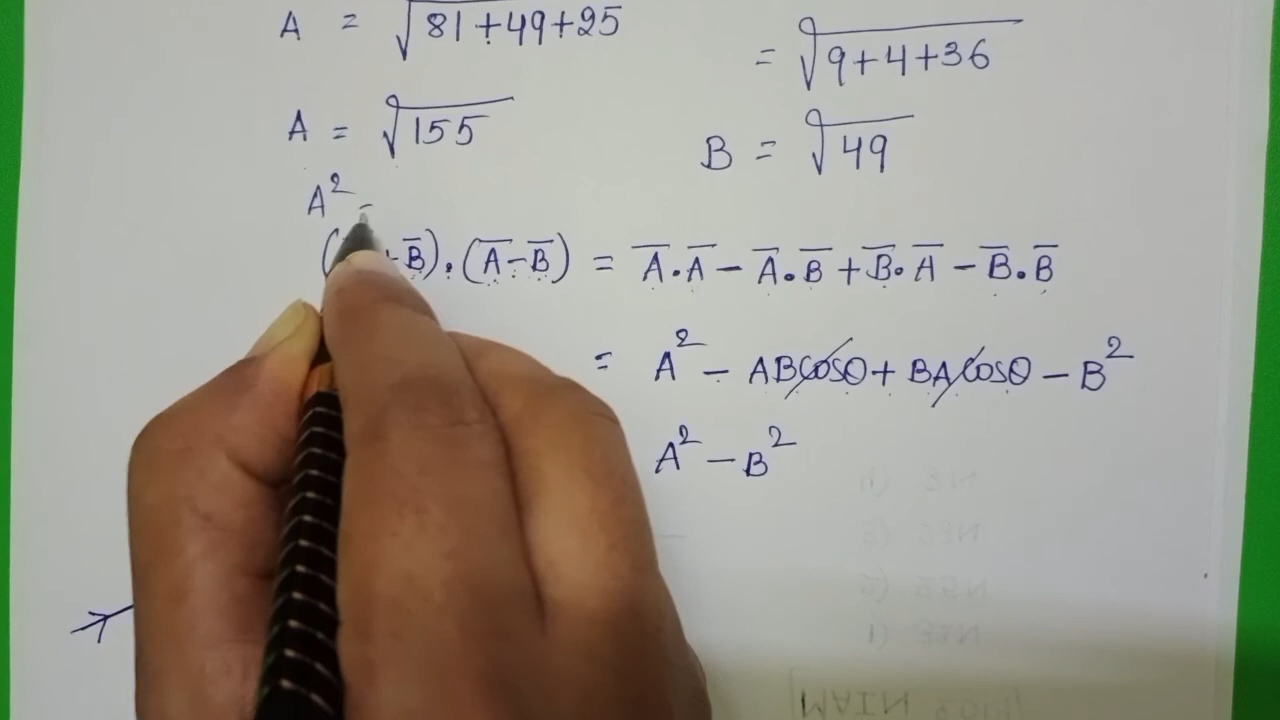 A = √81+49+25
= √9+4+36
A = √155
B = √49
A² =
B̅).(A̅-B̅) = A̅.A̅ - A̅.B̅ + B̅.A̅ - B̅.B̅
= A² - ABcosθ + BAcosθ - B²
A² - B²